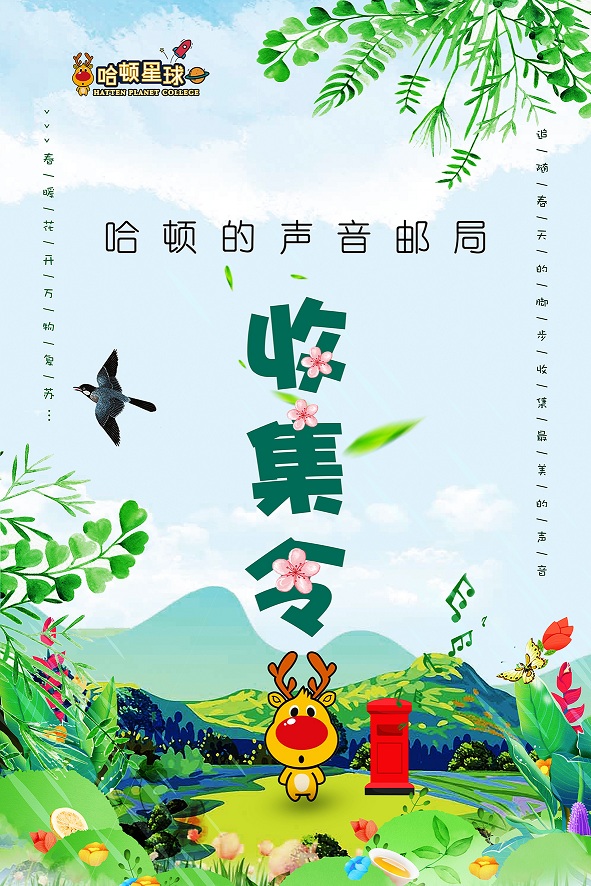 哈顿星球
HATTEN PLANET COLLEGE
哈顿的声音邮局
收集令
追随春天的脚步收集最美的声音
春暖花开万物复苏...